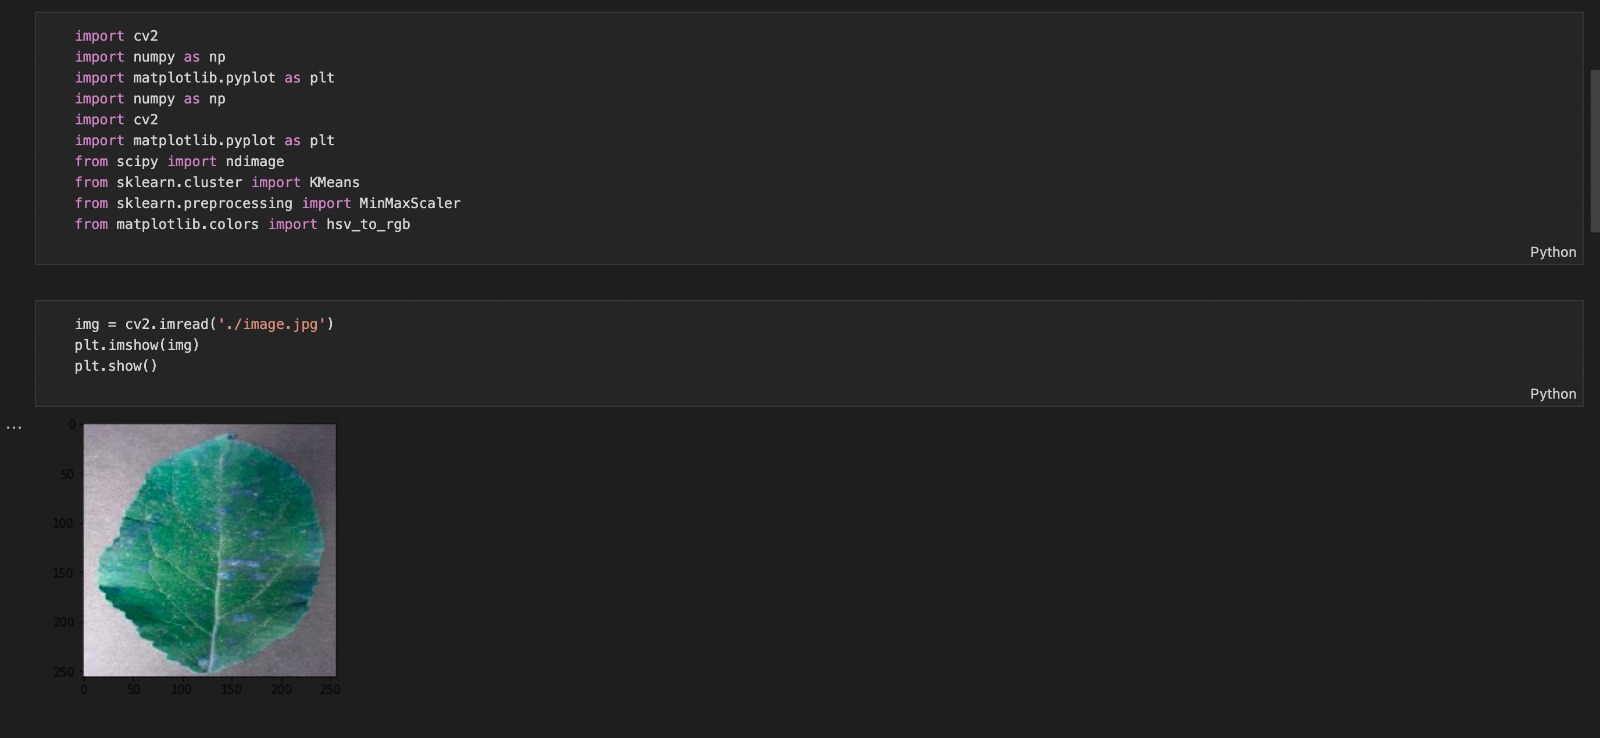 import cv2
import numpy as np
import matplotlib.pyplot as plt
import numpy as np
import cv2
import matplotlib.pyplot as plt
from scipy import ndimage
from sklearn.cluster import KMeans
from sklearn.preprocessing import MinMaxScaler
from matplotlib.colors import hsv_to_rgb
Python
img = cv2.imread('./image.jpg')
plt.imshow(img)
plt.show()
Python
...
0
50
100
150
200
250
0 50 100 150 200 250